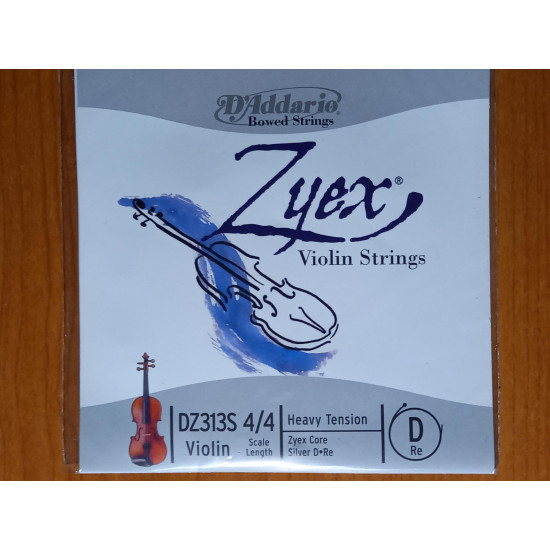 D'Addario®
Bowed Strings
Zyex®
Violin Strings
DZ313S 4/4
Violin Scale Length
Heavy Tension
Zyex Core
Silver D•Re
D
Re